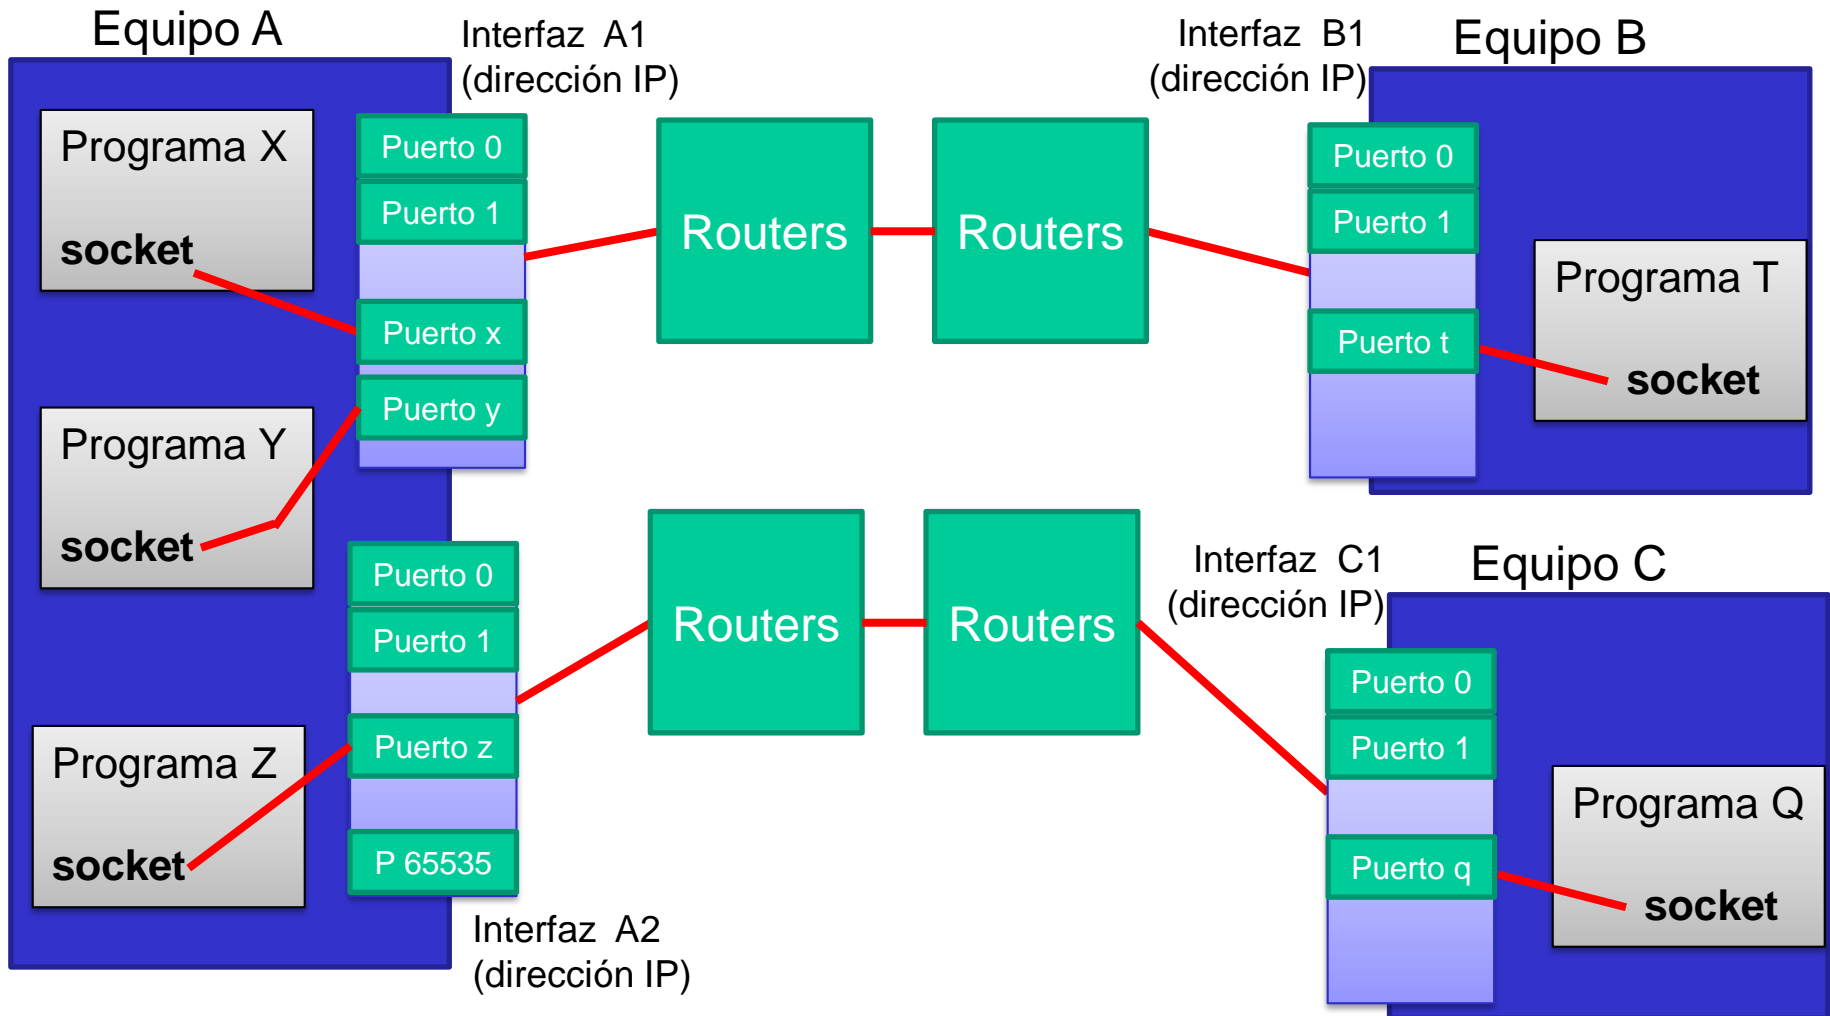 Equipo A
Interfaz A1
(dirección IP)
Programa X
socket
Puerto 0
Puerto 1
Puerto x
Puerto y
Programa Y
socket
Puerto 0
Puerto 1
Puerto z
P 65535
Programa Z
socket
Interfaz A2
(dirección IP)
Routers
Routers
Routers
Routers
Interfaz B1
(dirección IP)
Equipo B
Puerto 0
Puerto 1
Puerto t
Programa T
socket
Interfaz C1
(dirección IP)
Equipo C
Puerto 0
Puerto 1
Puerto q
Programa Q
socket